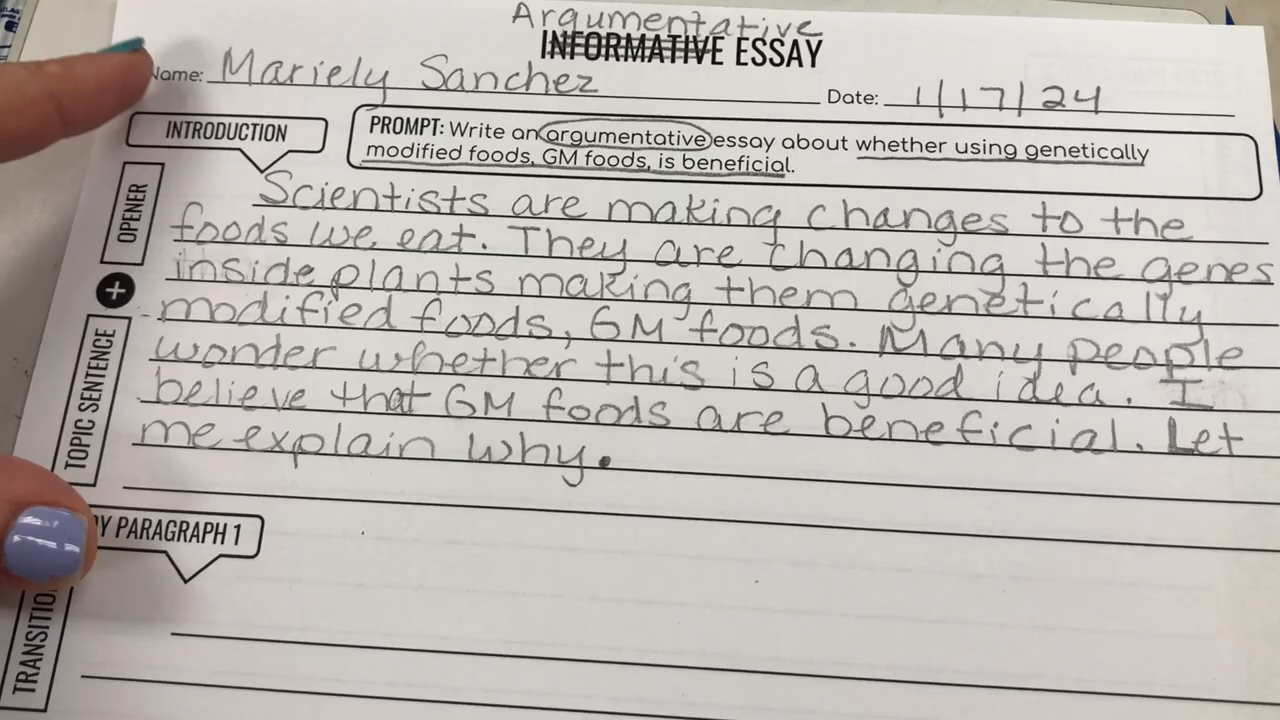 Argumentative
INFORMATIVE ESSAY
Name: Mariely Sanchez Date: 1/17/24
INTRODUCTION
PROMPT: Write an argumentative essay about whether using genetically
modified foods, GM foods, is beneficial.
OPENER
+
TOPIC SENTENCE
Scientists are making changes to the
foods we eat. They are changing the genes
inside plants making them genetically
modified foods, GM foods. Many people
wonder whether this is a good idea. I
believe that GM foods are beneficial. Let
me explain why.
Y PARAGRAPH 1
TRANSITIO